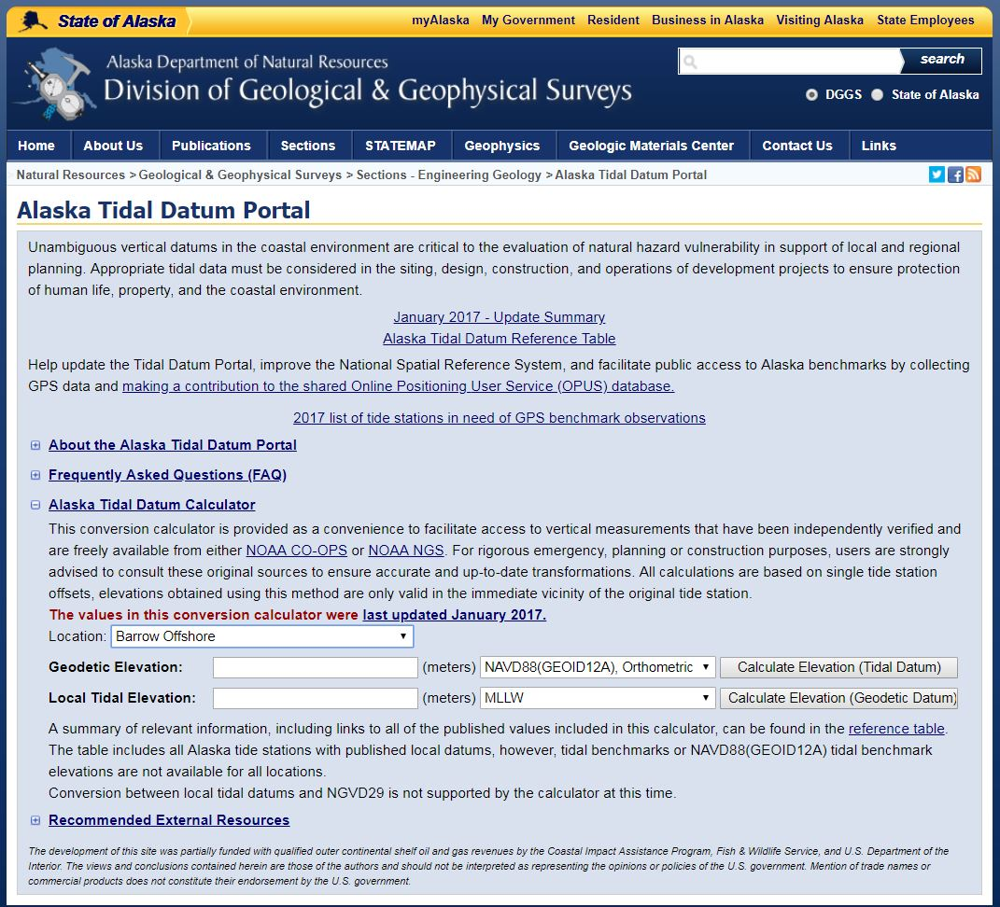 State of Alaska
myAlaska My Government Resident Business in Alaska Visiting Alaska State Employees
Alaska Department of Natural Resources
Division of Geological & Geophysical Surveys
search
DGGS State of Alaska
Home About Us Publications Sections STATEMAP Geophysics Geologic Materials Center Contact Us Links
Natural Resources > Geological & Geophysical Surveys > Sections - Engineering Geology > Alaska Tidal Datum Portal
Alaska Tidal Datum Portal
Unambiguous vertical datums in the coastal environment are critical to the evaluation of natural hazard vulnerability in support of local and regional
planning. Appropriate tidal data must be considered in the siting, design, construction, and operations of development projects to ensure protection
of human life, property, and the coastal environment.
January 2017 - Update Summary
Alaska Tidal Datum Reference Table
Help update the Tidal Datum Portal, improve the National Spatial Reference System, and facilitate public access to Alaska benchmarks by collecting
GPS data and making a contribution to the shared Online Positioning User Service (OPUS) database.
2017 list of tide stations in need of GPS benchmark observations
About the Alaska Tidal Datum Portal
Frequently Asked Questions (FAQ)
Alaska Tidal Datum Calculator
This conversion calculator is provided as a convenience to facilitate access to vertical measurements that have been independently verified and
are freely available from either NOAA CO-OPS or NOAA NGS. For rigorous emergency, planning or construction purposes, users are strongly
advised to consult these original sources to ensure accurate and up-to-date transformations. All calculations are based on single tide station
offsets, elevations obtained using this method are only valid in the immediate vicinity of the original tide station.
The values in this conversion calculator were last updated January 2017.
Location: Barrow Offshore
Geodetic Elevation: (meters) NAVD88(GEOID12A), Orthometric Calculate Elevation (Tidal Datum)
Local Tidal Elevation: (meters) MLLW Calculate Elevation (Geodetic Datum)
A summary of relevant information, including links to all of the published values included in this calculator, can be found in the reference table.
The table includes all Alaska tide stations with published local datums, however, tidal benchmarks or NAVD88(GEOID12A) tidal benchmark
elevations are not available for all locations.
Conversion between local tidal datums and NGVD29 is not supported by the calculator at this time.
Recommended External Resources
The development of this site was partially funded with qualified outer continental shelf oil and gas revenues by the Coastal Impact Assistance Program, Fish & Wildlife Service, and U.S. Department of the
Interior. The views and conclusions contained herein are those of the authors and should not be interpreted as representing the opinions or policies of the U.S. government. Mention of trade names or
commercial products does not constitute their endorsement by the U.S. government.